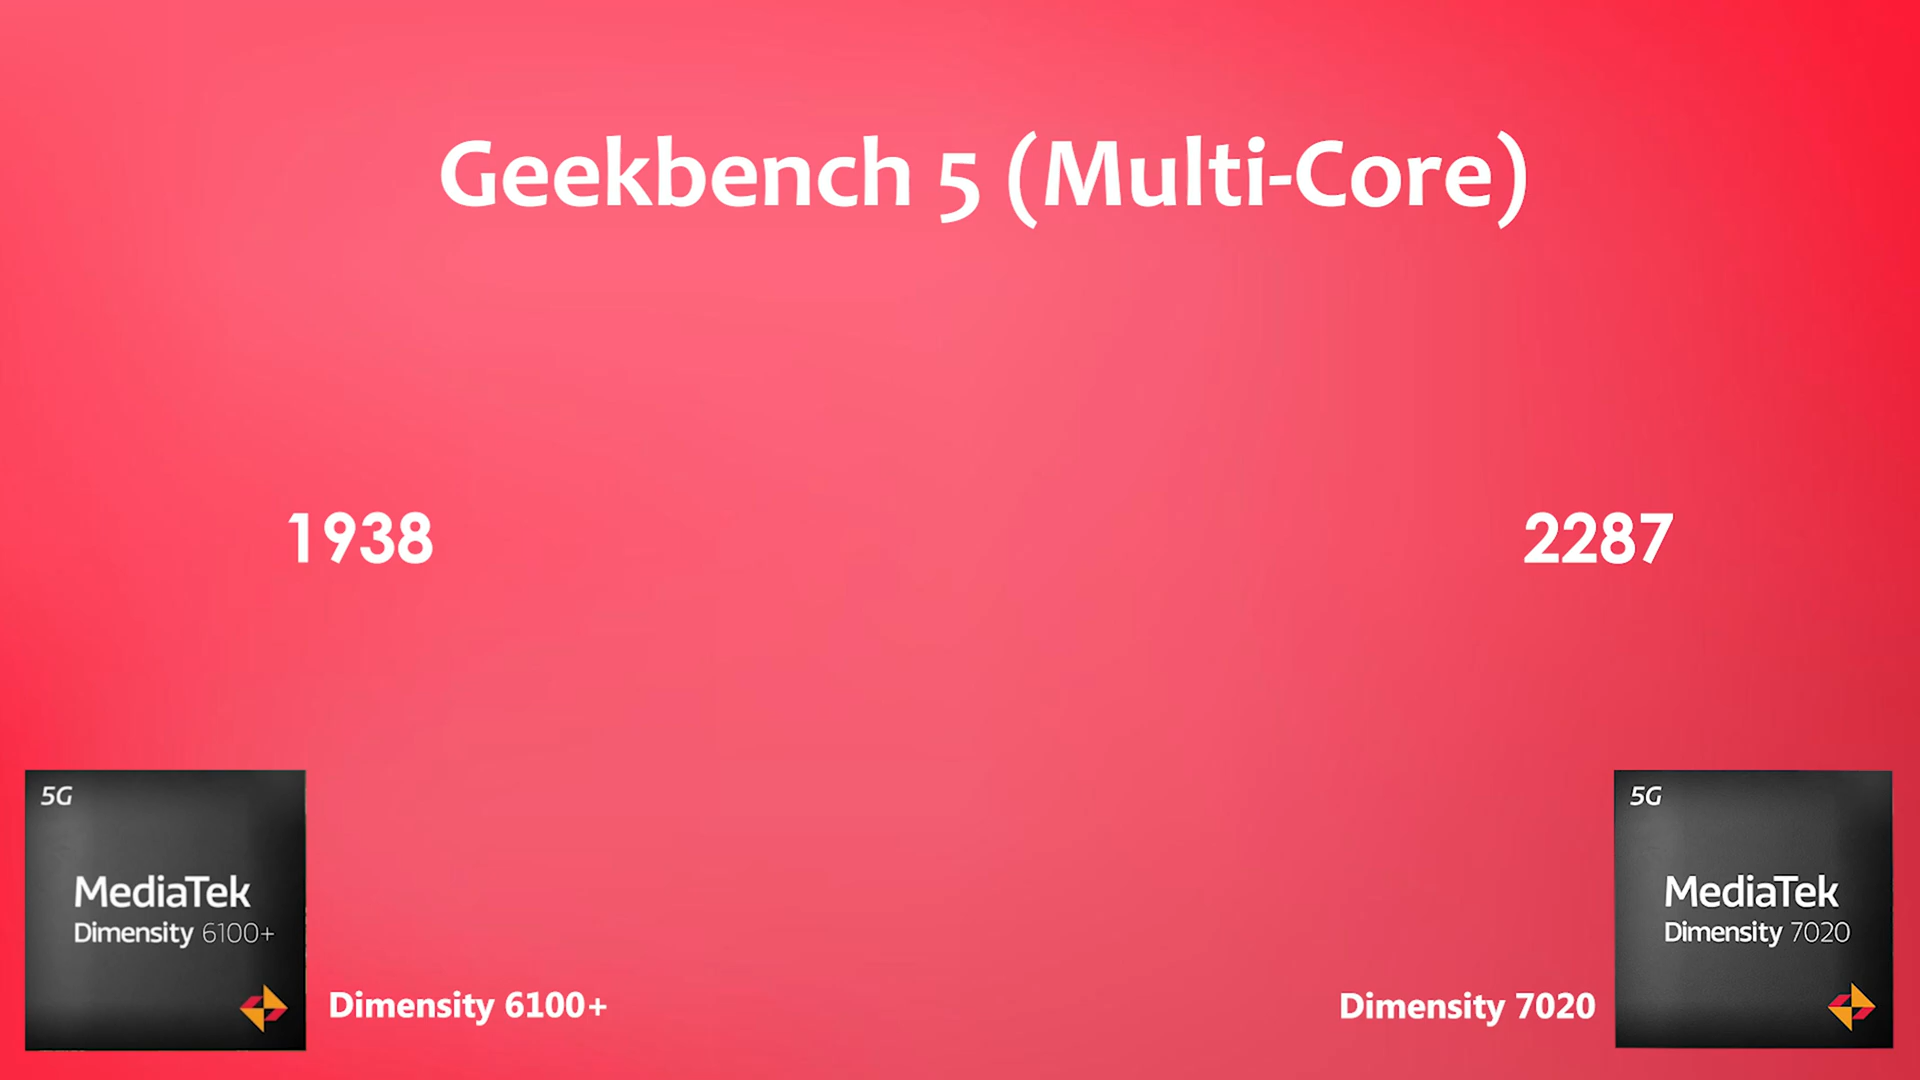 Geekbench 5 (Multi-Core)
1938
2287
5G
MediaTek
Dimensity 6100+
Dimensity 6100+
Dimensity 7020
5G
MediaTek
Dimensity 7020